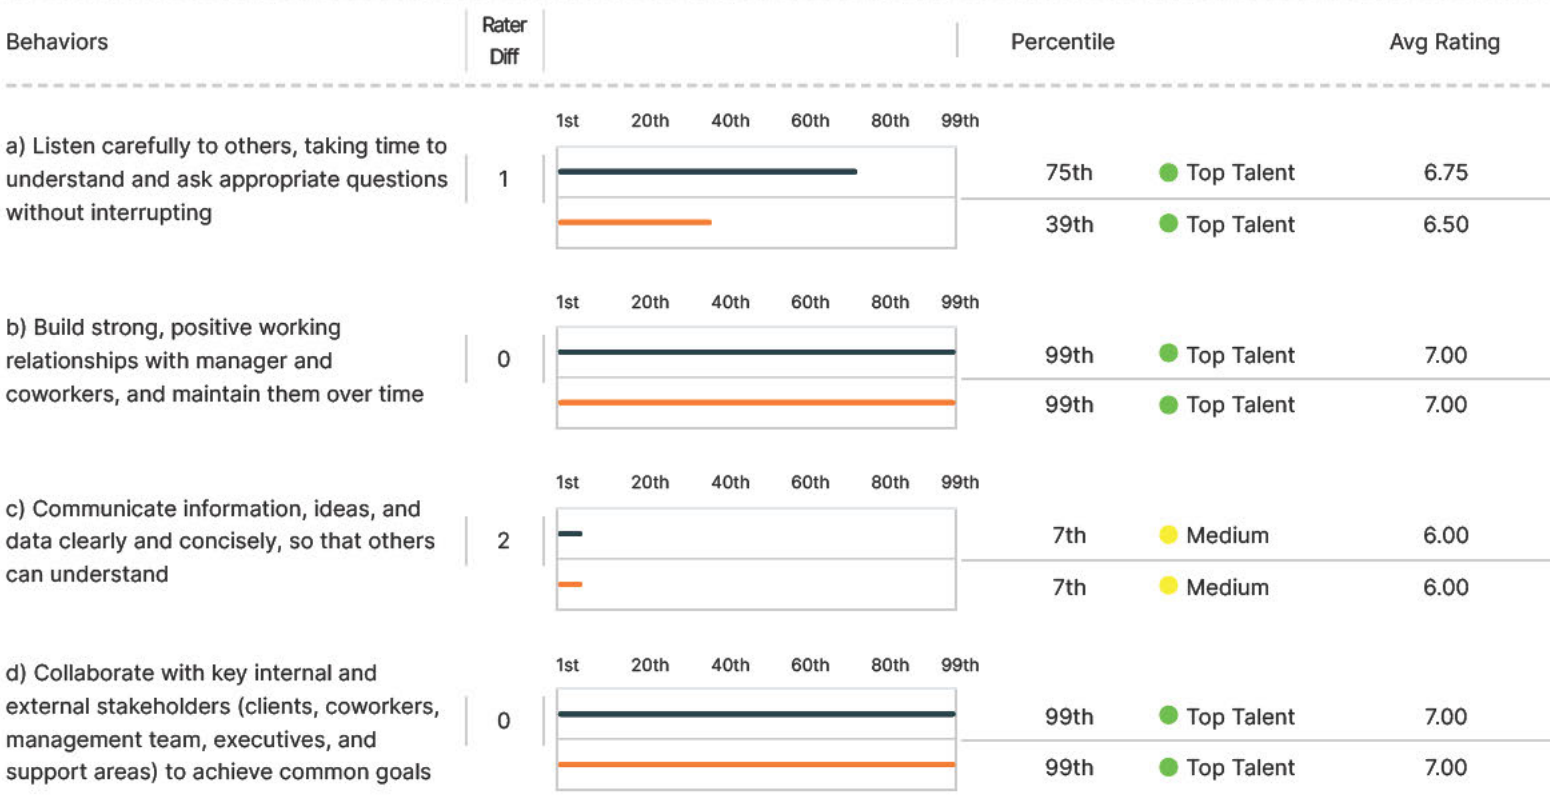 Behaviors
Rater
Diff
Percentile
Avg Rating
1st 20th 40th 60th 80th 99th
a) Listen carefully to others, taking time to
understand and ask appropriate questions
without interrupting
1
75th Top Talent 6.75
39th Top Talent 6.50
1st 20th 40th 60th 80th 99th
b) Build strong, positive working
relationships with manager and
coworkers, and maintain them over time
0
99th Top Talent 7.00
99th Top Talent 7.00
1st 20th 40th 60th 80th 99th
c) Communicate information, ideas, and
data clearly and concisely, so that others
can understand
2
7th Medium 6.00
7th Medium 6.00
1st 20th 40th 60th 80th 99th
d) Collaborate with key internal and
external stakeholders (clients, coworkers,
management team, executives, and
support areas) to achieve common goals
0
99th Top Talent 7.00
99th Top Talent 7.00